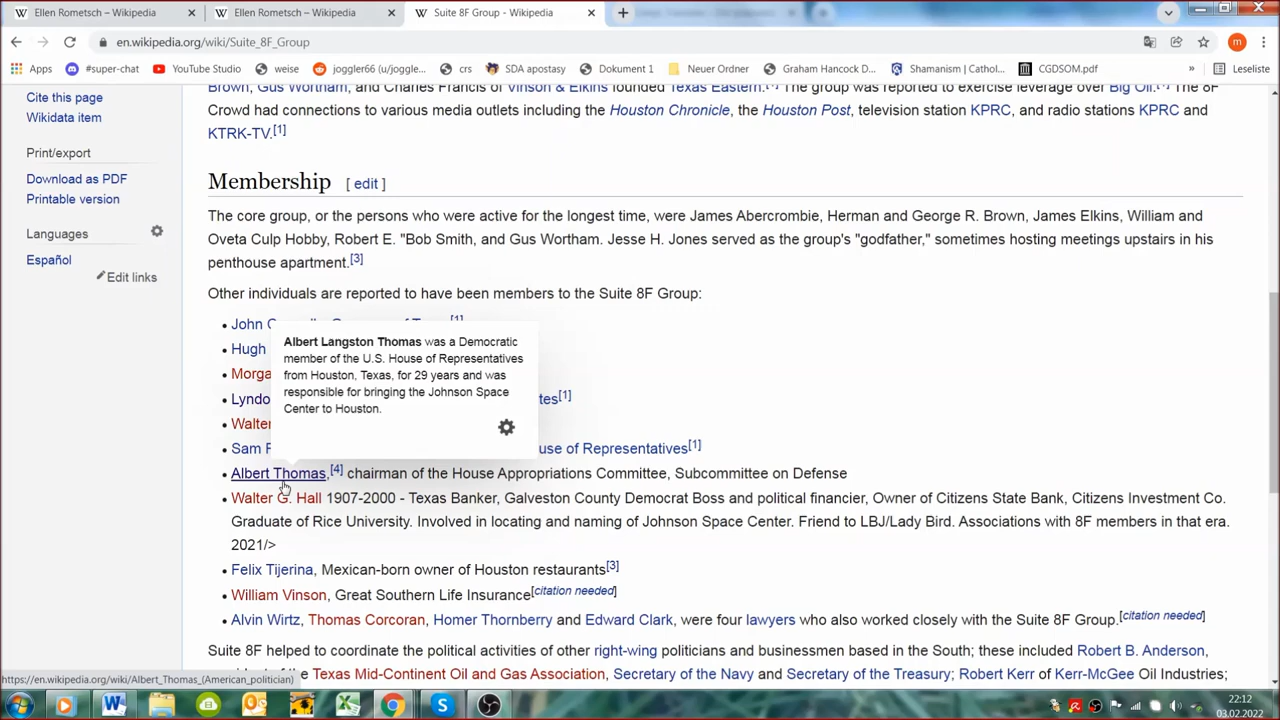 Ellen Rometsch – Wikipedia
Ellen Rometsch – Wikipedia
Suite 8F Group - Wikipedia
en.wikipedia.org/wiki/Suite_8F_Group
m
Apps
#super-chat
YouTube Studio
weise
joggler66 (u/joggle...
crs
SDA apostasy
Dokument 1
Neuer Ordner
Graham Hancock D...
Shamanism | Cathol...
CGDSOM.pdf
»
Leseliste
Cite this page
Wikidata item
Print/export
Download as PDF
Printable version
Languages
Español
Edit links
Brown, Gus Wortham, and Charles Francis of Vinson & Elkins founded Texas Eastern. The group was reported to exercise leverage over Big Oil. The 8F
Crowd had connections to various media outlets including the Houston Chronicle, the Houston Post, television station KPRC, and radio stations KPRC and
KTRK-TV.[1]
Membership [ edit ]
The core group, or the persons who were active for the longest time, were James Abercrombie, Herman and George R. Brown, James Elkins, William and
Oveta Culp Hobby, Robert E. "Bob Smith, and Gus Wortham. Jesse H. Jones served as the group's "godfather," sometimes hosting meetings upstairs in his
penthouse apartment.[3]
Other individuals are reported to have been members to the Suite 8F Group:
• John [1]
• Hugh
• Morga
• Lyndo tes[1]
• Walter
• Sam use of Representatives[1]
Albert Langston Thomas was a Democratic
member of the U.S. House of Representatives
from Houston, Texas, for 29 years and was
responsible for bringing the Johnson Space
Center to Houston.
• Albert Thomas,[4] chairman of the House Appropriations Committee, Subcommittee on Defense
• Walter G. Hall 1907-2000 - Texas Banker, Galveston County Democrat Boss and political financier, Owner of Citizens State Bank, Citizens Investment Co.
Graduate of Rice University. Involved in locating and naming of Johnson Space Center. Friend to LBJ/Lady Bird. Associations with 8F members in that era.
2021/>
• Felix Tijerina, Mexican-born owner of Houston restaurants[3]
• William Vinson, Great Southern Life Insurance[citation needed]
• Alvin Wirtz, Thomas Corcoran, Homer Thornberry and Edward Clark, were four lawyers who also worked closely with the Suite 8F Group.[citation needed]
Suite 8F helped to coordinate the political activities of other right-wing politicians and businessmen based in the South; these included Robert B. Anderson,
of the Texas Mid-Continent Oil and Gas Association, Secretary of the Navy and Secretary of the Treasury; Robert Kerr of Kerr-McGee Oil Industries;
https://en.wikipedia.org/wiki/Albert_Thomas_(American_politician)
22:12
03.02.2022